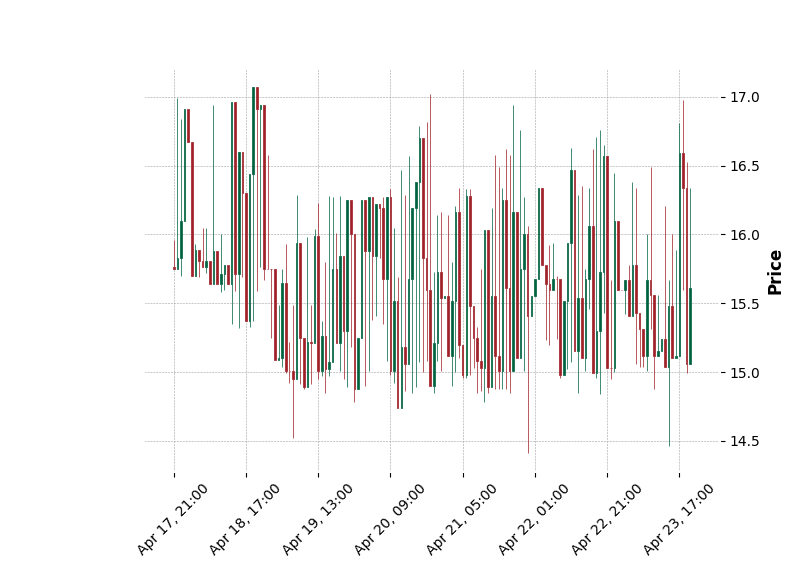 17.0
16.5
16.0
15.5
15.0
14.5
Price
Apr 17, 21:00
Apr 18, 17:00
Apr 19, 13:00
Apr 20, 09:00
Apr 21, 05:00
Apr 22, 01:00
Apr 22, 21:00
Apr 23, 17:00